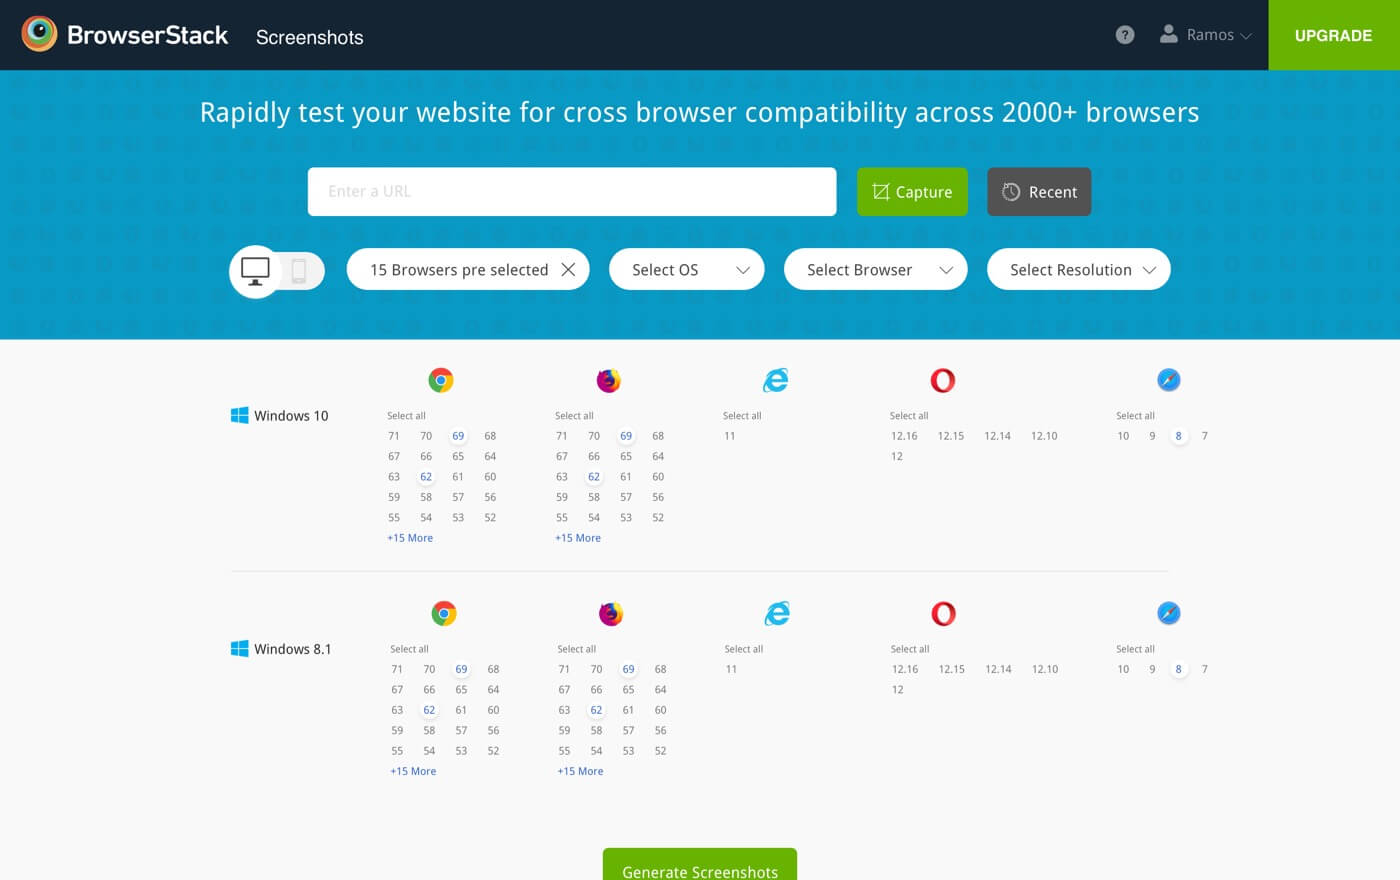 BrowserStack Screenshots ? Ramos UPGRADE
Rapidly test your website for cross browser compatibility across 2000+ browsers
Enter a URL Capture Recent
15 Browsers pre selected Select OS Select Browser Select Resolution
Windows 10 Select all Select all Select all Select all Select all
71 70 69 68 71 70 69 68 11 12.16 12.15 12.14 12.10 10 9 8 7
67 66 65 64 67 66 65 64 12
63 62 61 60 63 62 61 60
59 58 57 56 59 58 57 56
55 54 53 52 55 54 53 52
+15 More +15 More
Windows 8.1 Select all Select all Select all Select all Select all
71 70 69 68 71 70 69 68 11 12.16 12.15 12.14 12.10 10 9 8 7
67 66 65 64 67 66 65 64 12
63 62 61 60 63 62 61 60
59 58 57 56 59 58 57 56
55 54 53 52 55 54 53 52
+15 More +15 More
Generate Screenshots